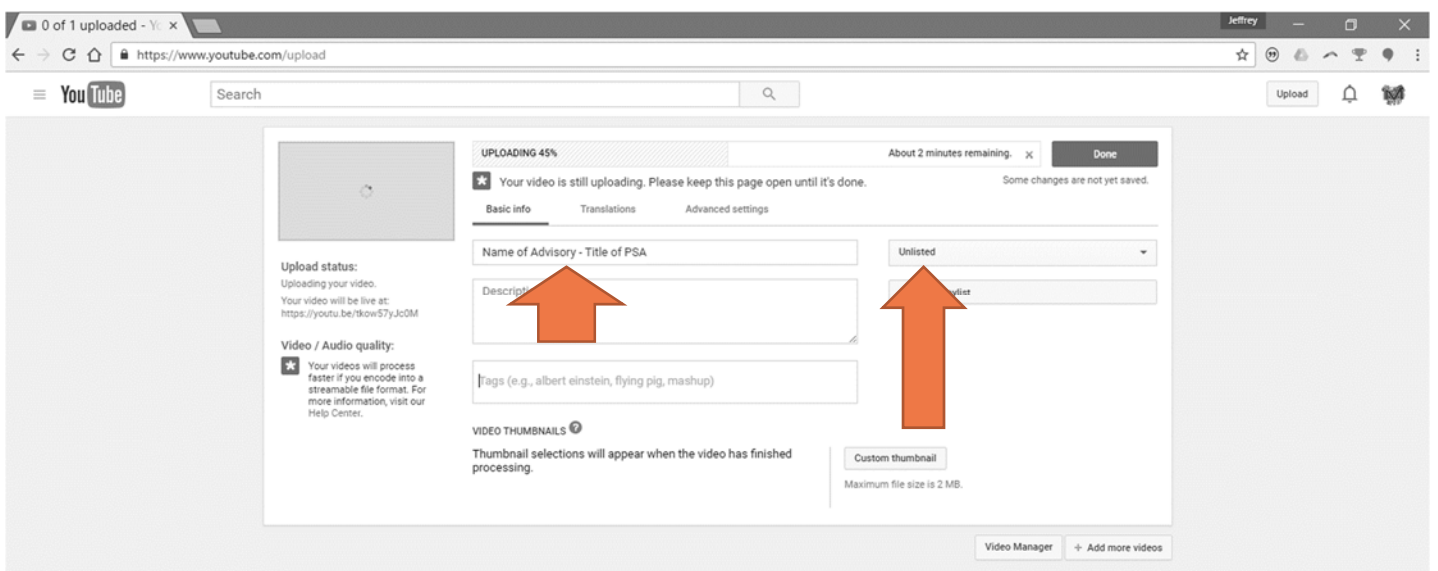 0 of 1 uploaded - Yo
Jeffrey
https://www.youtube.com/upload
YouTube
Search
Upload
UPLOADING 45%
About 2 minutes remaining.
Done
Your video is still uploading. Please keep this page open until it's done.
Some changes are not yet saved.
Basic info Translations Advanced settings
Name of Advisory - Title of PSA
Unlisted
Upload status:
Uploading your video.
Your video will be live at:
https://youtu.be/tkow57yJc0M
Video / Audio quality:
Your videos will process
faster if you encode into a
streamable file format. For
more information, visit our
Help Center.
Tags (e.g., albert einstein, flying pig, mashup)
VIDEO THUMBNAILS ?
Thumbnail selections will appear when the video has finished
processing.
Custom thumbnail
Maximum file size is 2 MB.
Video Manager
+ Add more videos